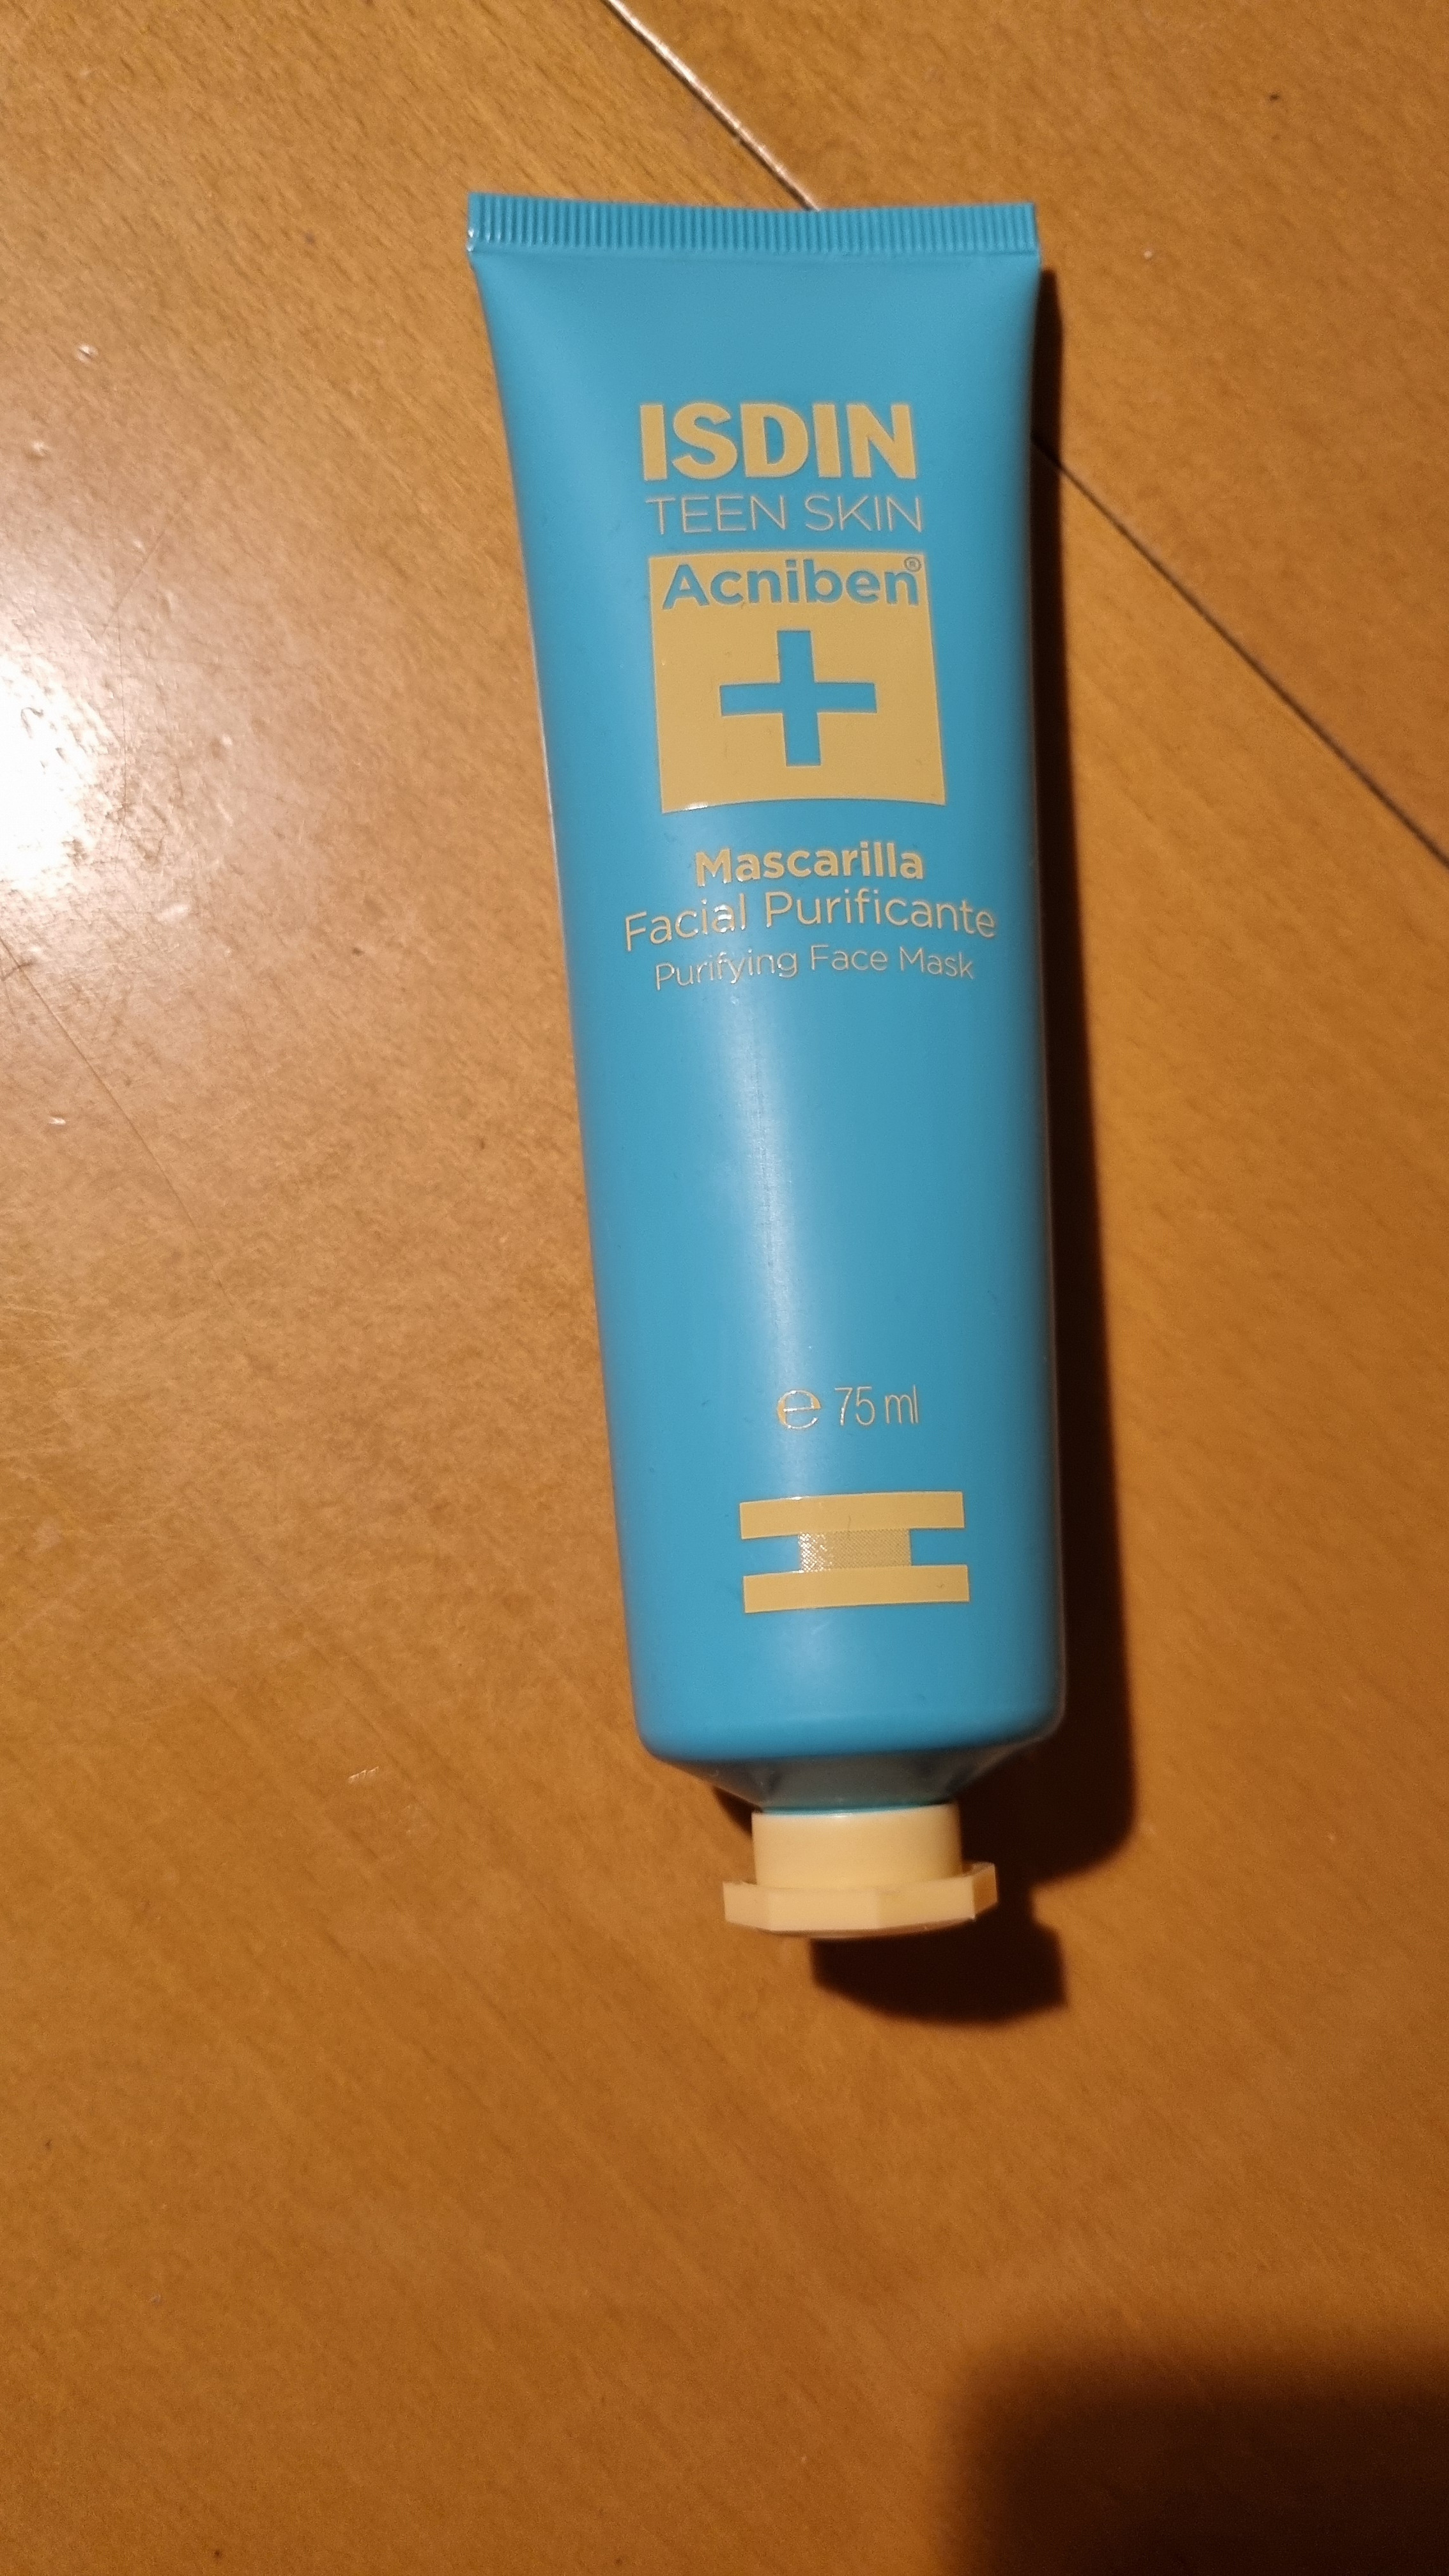 ISDIN
TEEN SKIN
Acniben®
Mascarilla
Facial Purificante
Purifying Face Mask
℮ 75 ml